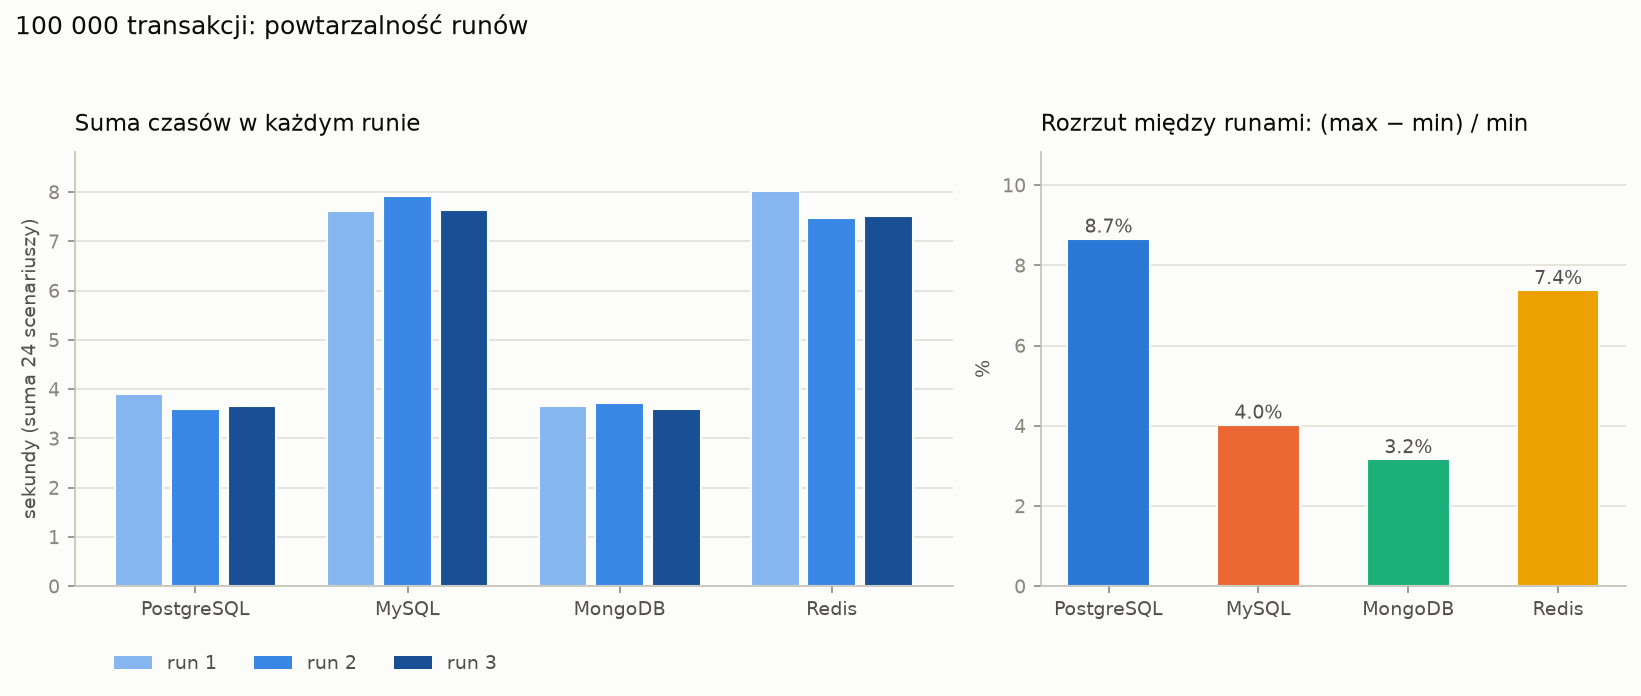 100 000 transakcji: powtarzalność runów
Suma czasów w każdym runie
sekundy (suma 24 scenariuszy)
8
7
6
5
4
3
2
1
0
PostgreSQL MySQL MongoDB Redis
run 1 run 2 run 3
Rozrzut między runami: (max − min) / min
%
10
8
6
4
2
0
8.7%
4.0%
3.2%
7.4%
PostgreSQL MySQL MongoDB Redis